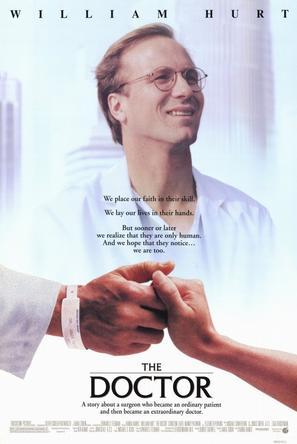 WILLIAM HURT
We place our faith in their skill.
We lay our lives in their hands.
But sooner or later
we realize that they are only human.
And we hope that they notice...
we are too.
THE
DOCTOR
A story about a surgeon who became an ordinary patient
and then became an extraordinary doctor.